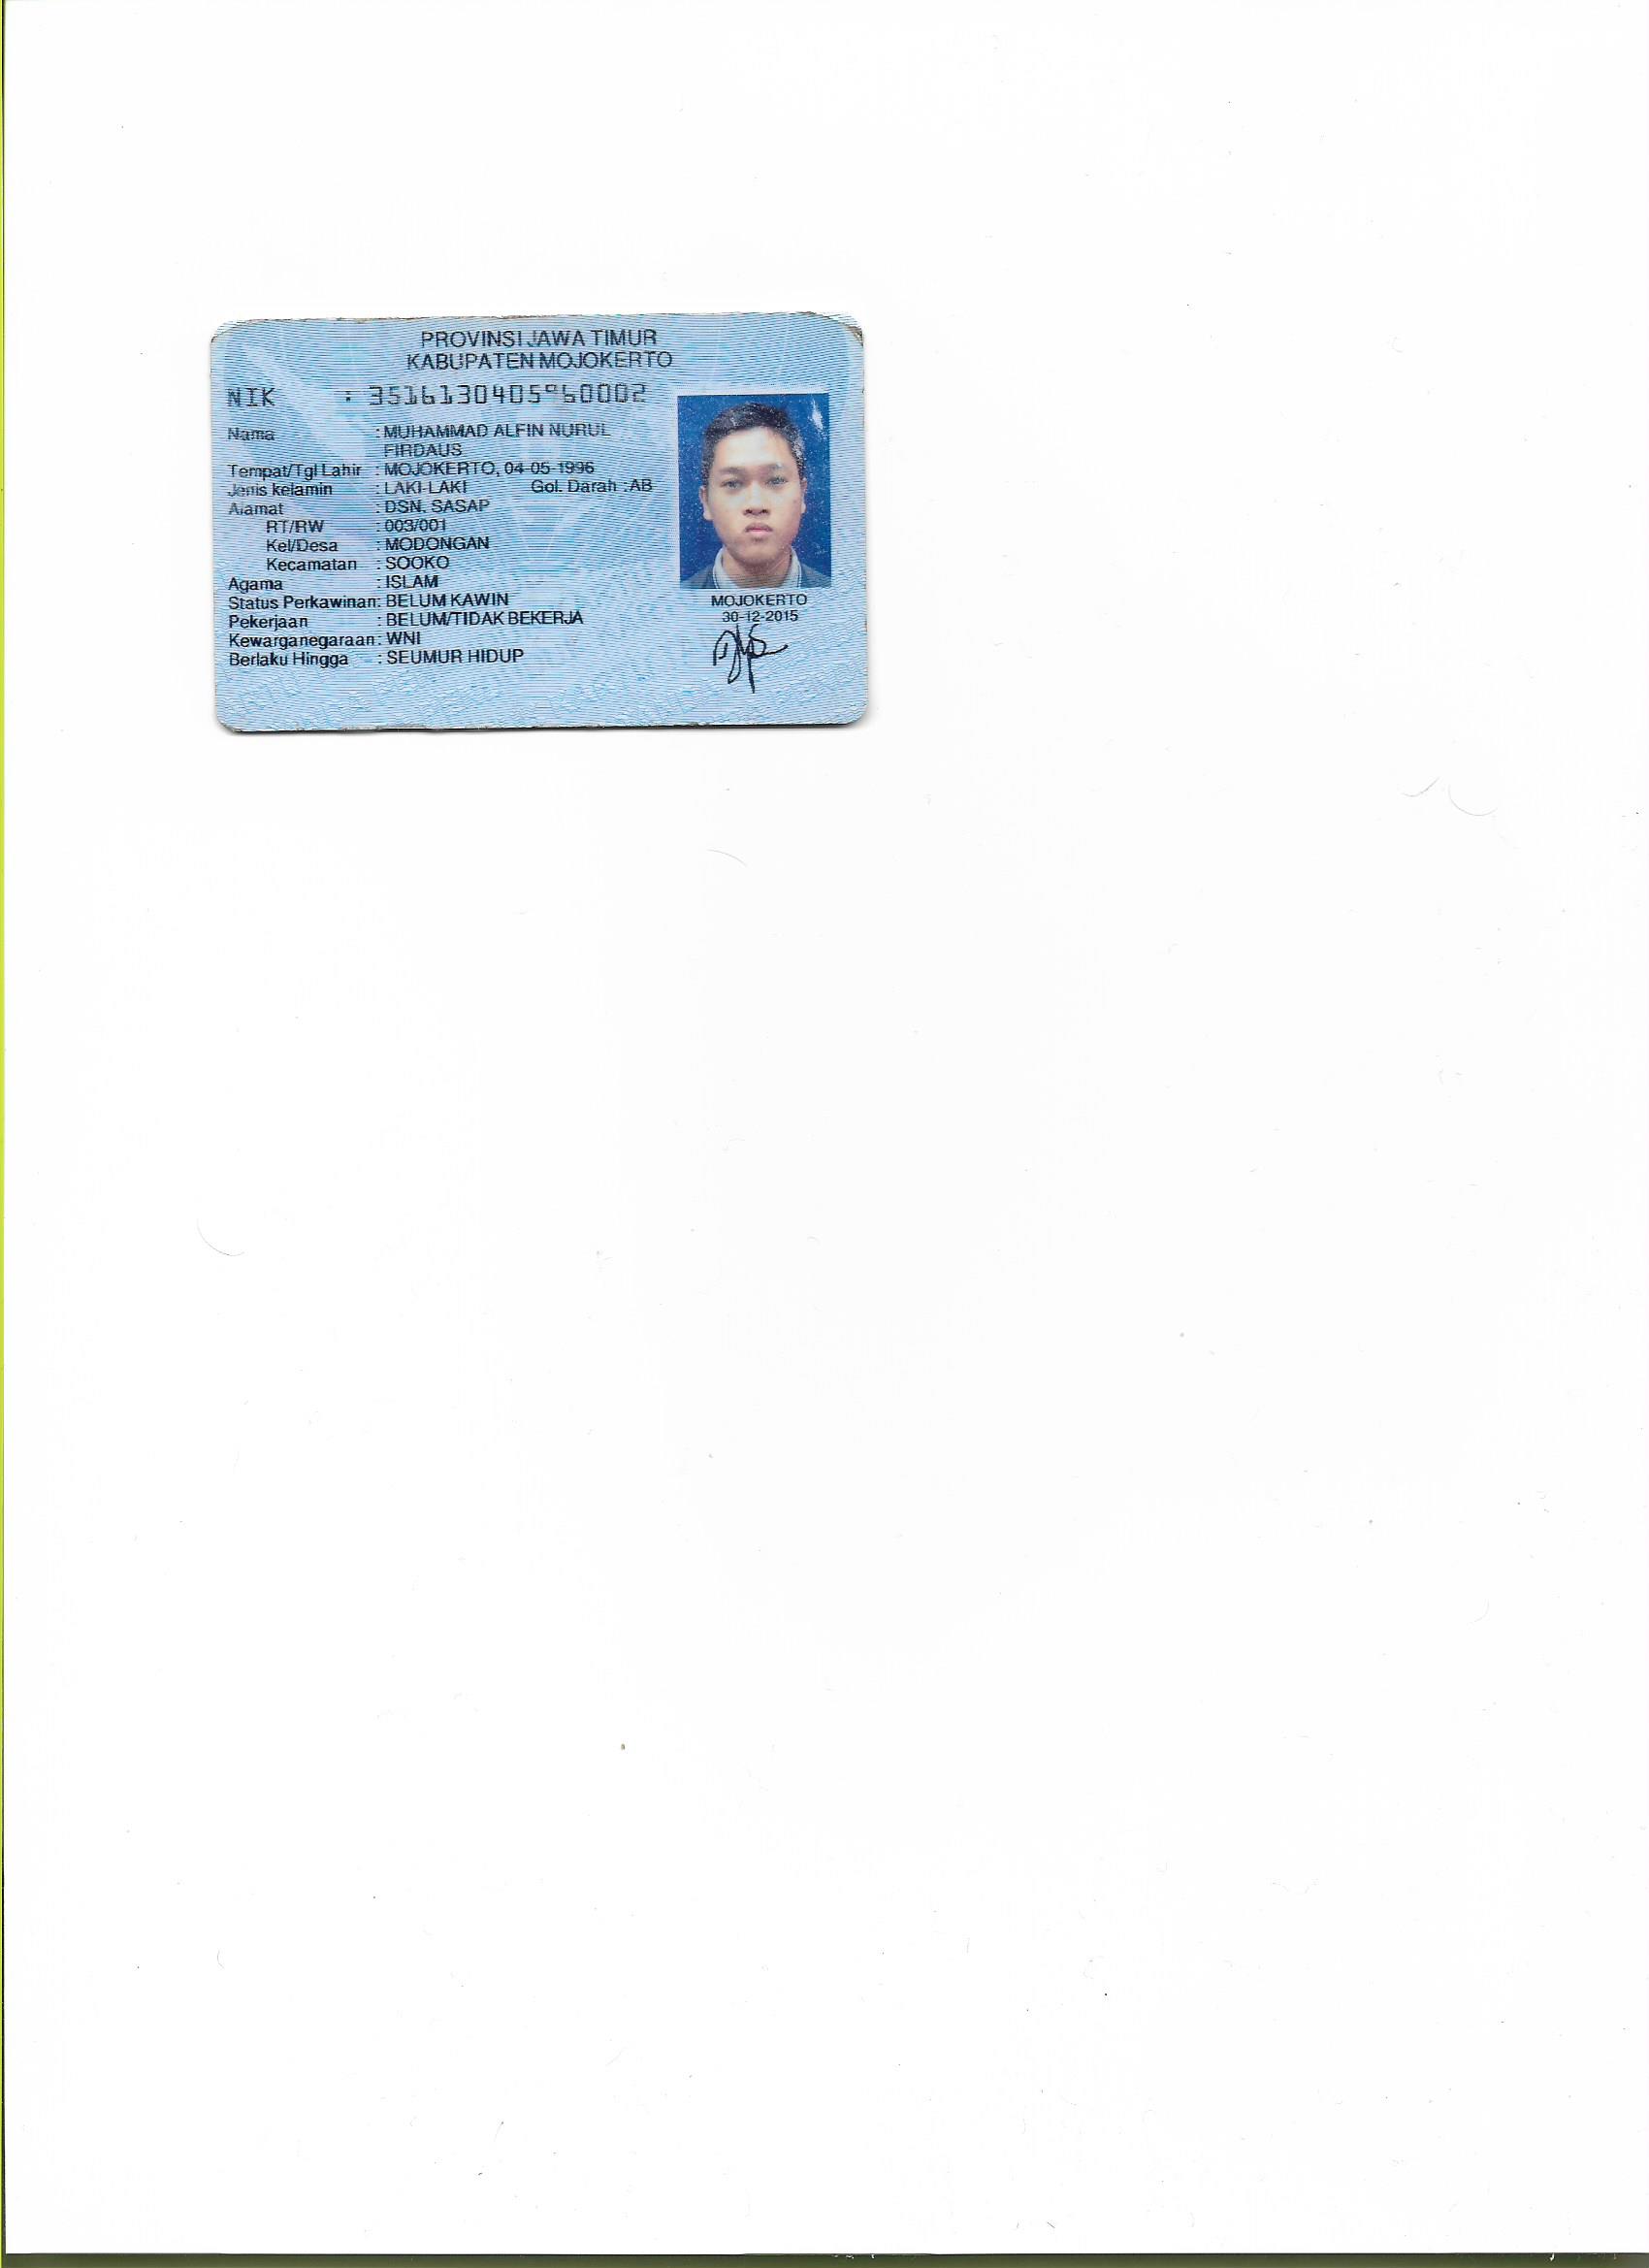 PROVINSI JAWA TIMUR
KABUPATEN MOJOKERTO
NIK : 3516130405960002
Nama : MUHAMMAD ALFIN NURUL
FIRDAUS
Tempat/Tgl Lahir : MOJOKERTO, 04-05-1996
Jenis kelamin : LAKI-LAKI Gol. Darah : AB
Alamat : DSN. SASAP
RT/RW : 003/001
Kel/Desa : MODONGAN
Kecamatan : SOOKO
Agama : ISLAM
Status Perkawinan: BELUM KAWIN
Pekerjaan : BELUM/TIDAK BEKERJA
Kewarganegaraan: WNI
Berlaku Hingga : SEUMUR HIDUP
MOJOKERTO
30-12-2015